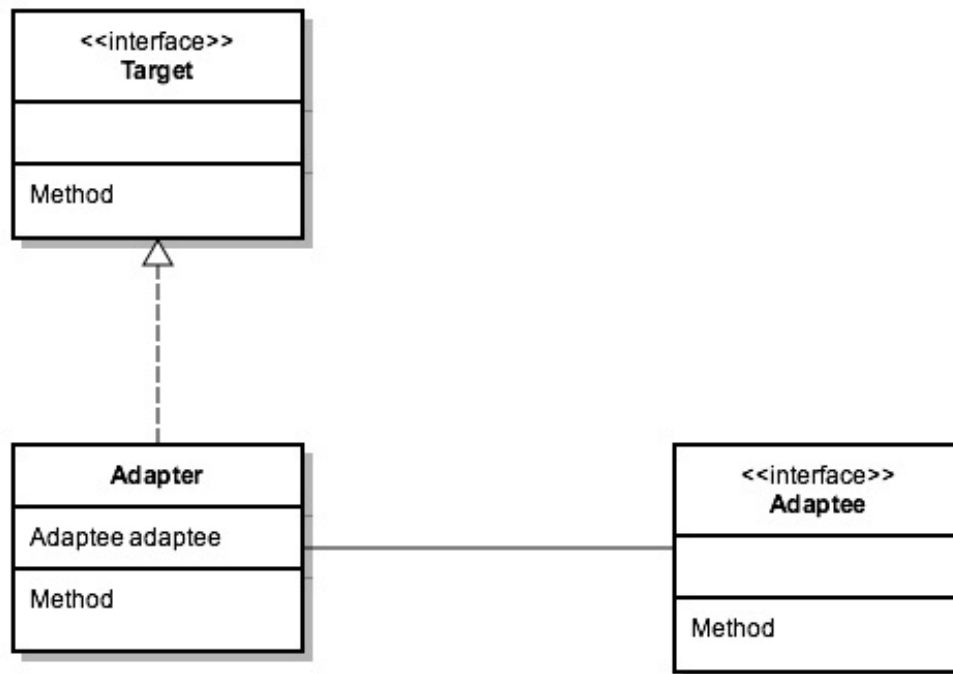 <<interface>>
Target
Method
Adapter
Adaptee adaptee
Method
<<interface>>
Adaptee
Method